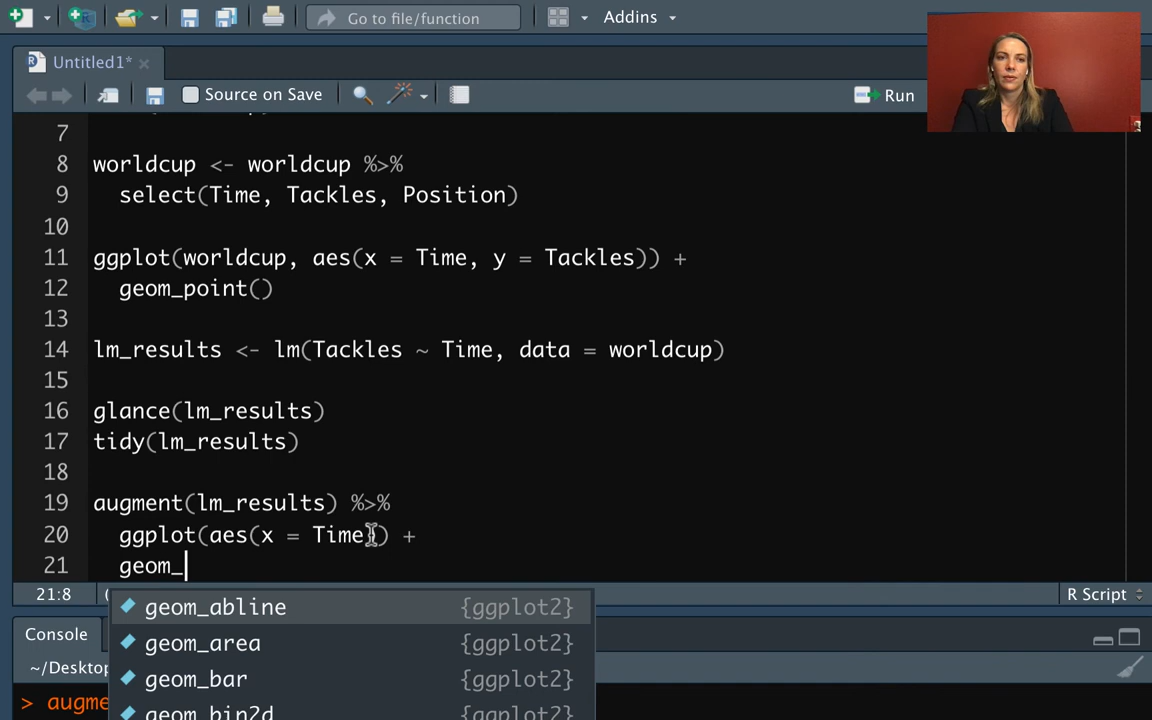 Go to file/function
Addins
Untitled1*
Source on Save
Run
7
8 worldcup <- worldcup %>%
9 select(Time, Tackles, Position)
10
11 ggplot(worldcup, aes(x = Time, y = Tackles)) +
12 geom_point()
13
14 lm_results <- lm(Tackles ~ Time, data = worldcup)
15
16 glance(lm_results)
17 tidy(lm_results)
18
19 augment(lm_results) %>%
20 ggplot(aes(x = Time)) +
21 geom_
21:8
R Script
geom_abline {ggplot2}
geom_area {ggplot2}
geom_bar {ggplot2}
geom_bin2d {ggplot2}
Console
~/Desktop
> augme